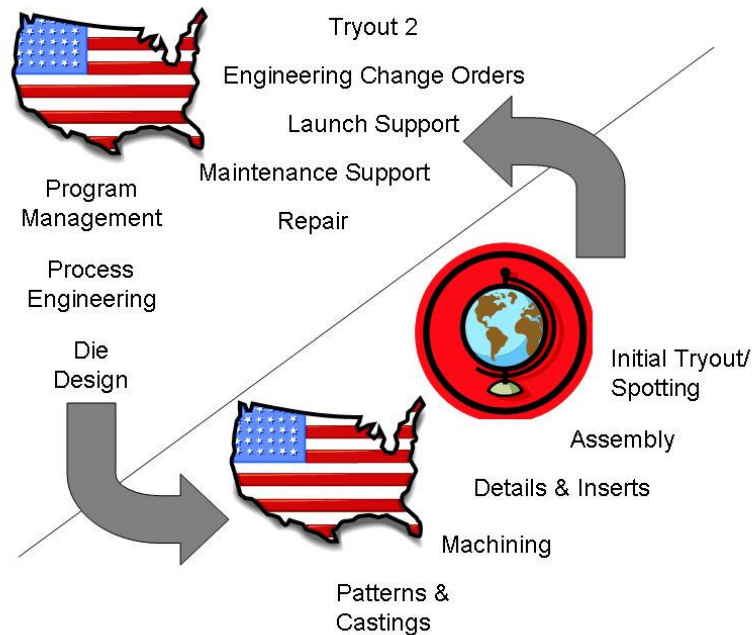 Tryout 2
Engineering Change Orders
Launch Support
Maintenance Support
Repair
Program
Management
Process
Engineering
Die
Design
Initial Tryout/
Spotting
Assembly
Details & Inserts
Machining
Patterns &
Castings